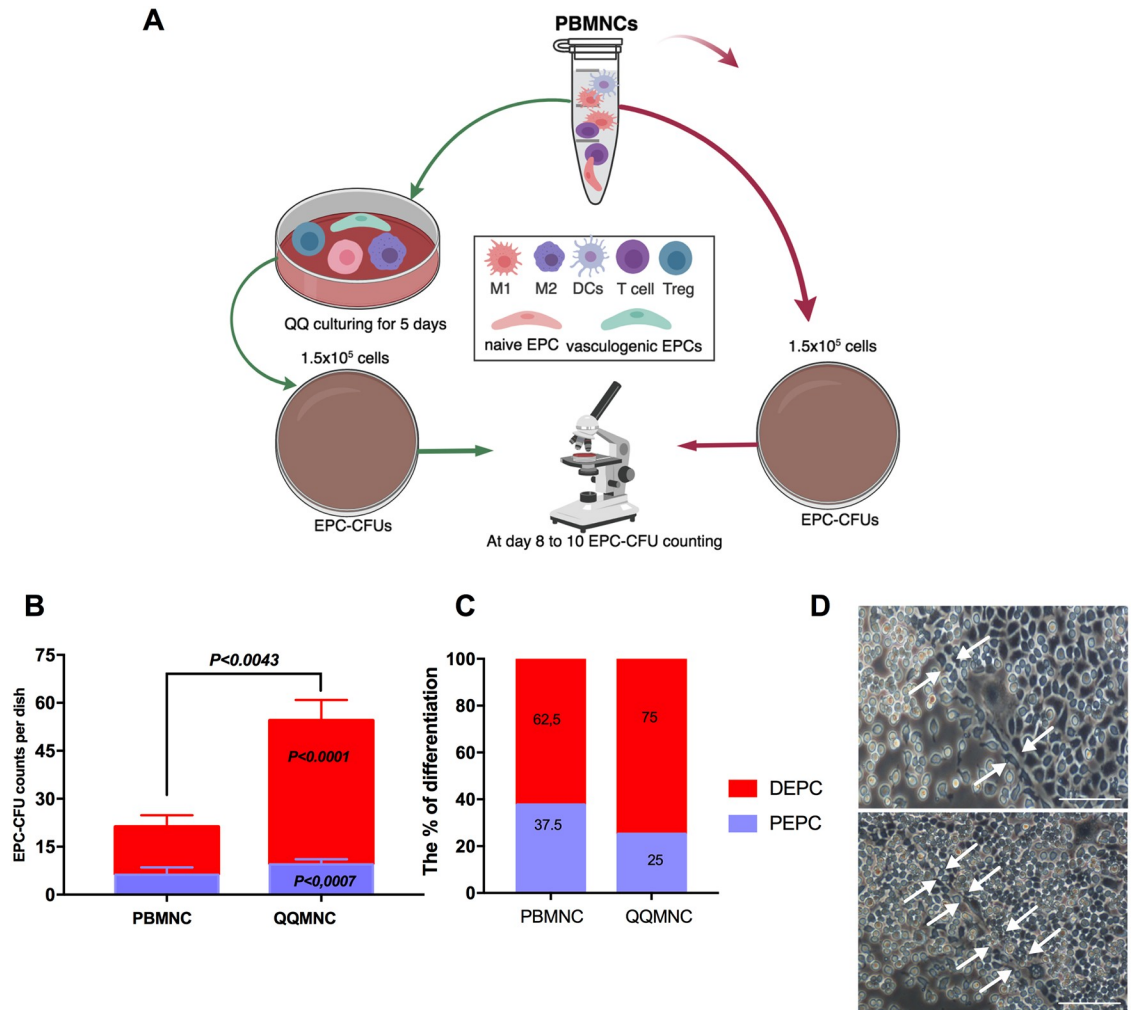 A
PBMNCs
M1 M2 DCs T cell Treg
naive EPC vasculogenic EPCs
QQ culturing for 5 days
1.5x10⁵ cells
1.5x10⁵ cells
EPC-CFUs
EPC-CFUs
At day 8 to 10 EPC-CFU counting
B
EPC-CFU counts per dish
75
60
45
30
15
0
P<0.0043
P<0.0001
P<0,0007
PBMNC QQMNC
C
The % of differentiation
100
80
60
40
20
0
62,5
75
37.5
25
PBMNC QQMNC
DEPC
PEPC
D